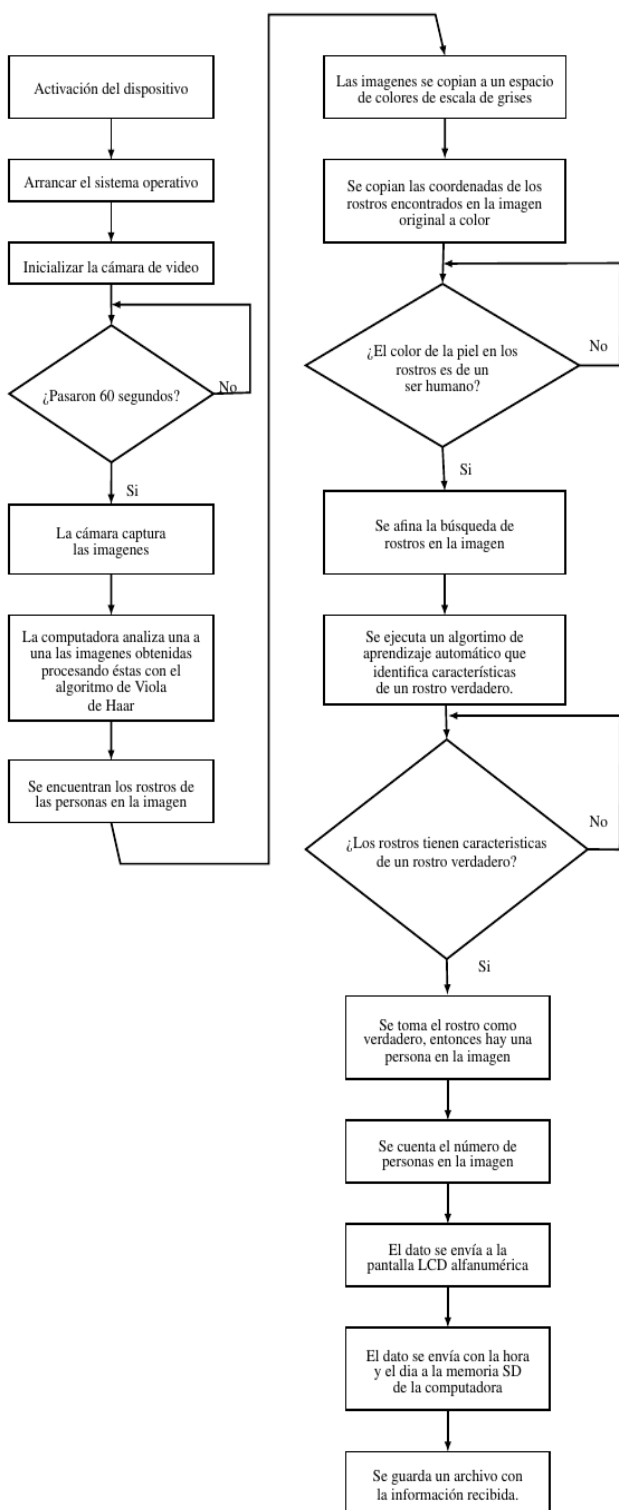 Activación del dispositivo
Arrancar el sistema operativo
Inicializar la cámara de video
¿Pasaron 60 segundos?
No
Si
La cámara captura
las imagenes
La computadora analiza una a
una las imagenes obtenidas
procesando éstas con el
algoritmo de Viola
de Haar
Se encuentran los rostros de
las personas en la imagen
Las imagenes se copian a un espacio
de colores de escala de grises
Se copian las coordenadas de los
rostros encontrados en la imagen
original a color
¿El color de la piel en los
rostros es de un
ser humano?
No
Si
Se afina la búsqueda de
rostros en la imagen
Se ejecuta un algortimo de
aprendizaje automático que
identifica características
de un rostro verdadero.
¿Los rostros tienen caracteristicas
de un rostro verdadero?
No
Si
Se toma el rostro como
verdadero, entonces hay una
persona en la imagen
Se cuenta el número de
personas en la imagen
El dato se envía a la
pantalla LCD alfanumérica
El dato se envía con la hora
y el dia a la memoria SD
de la computadora
Se guarda un archivo con
la información recibida.